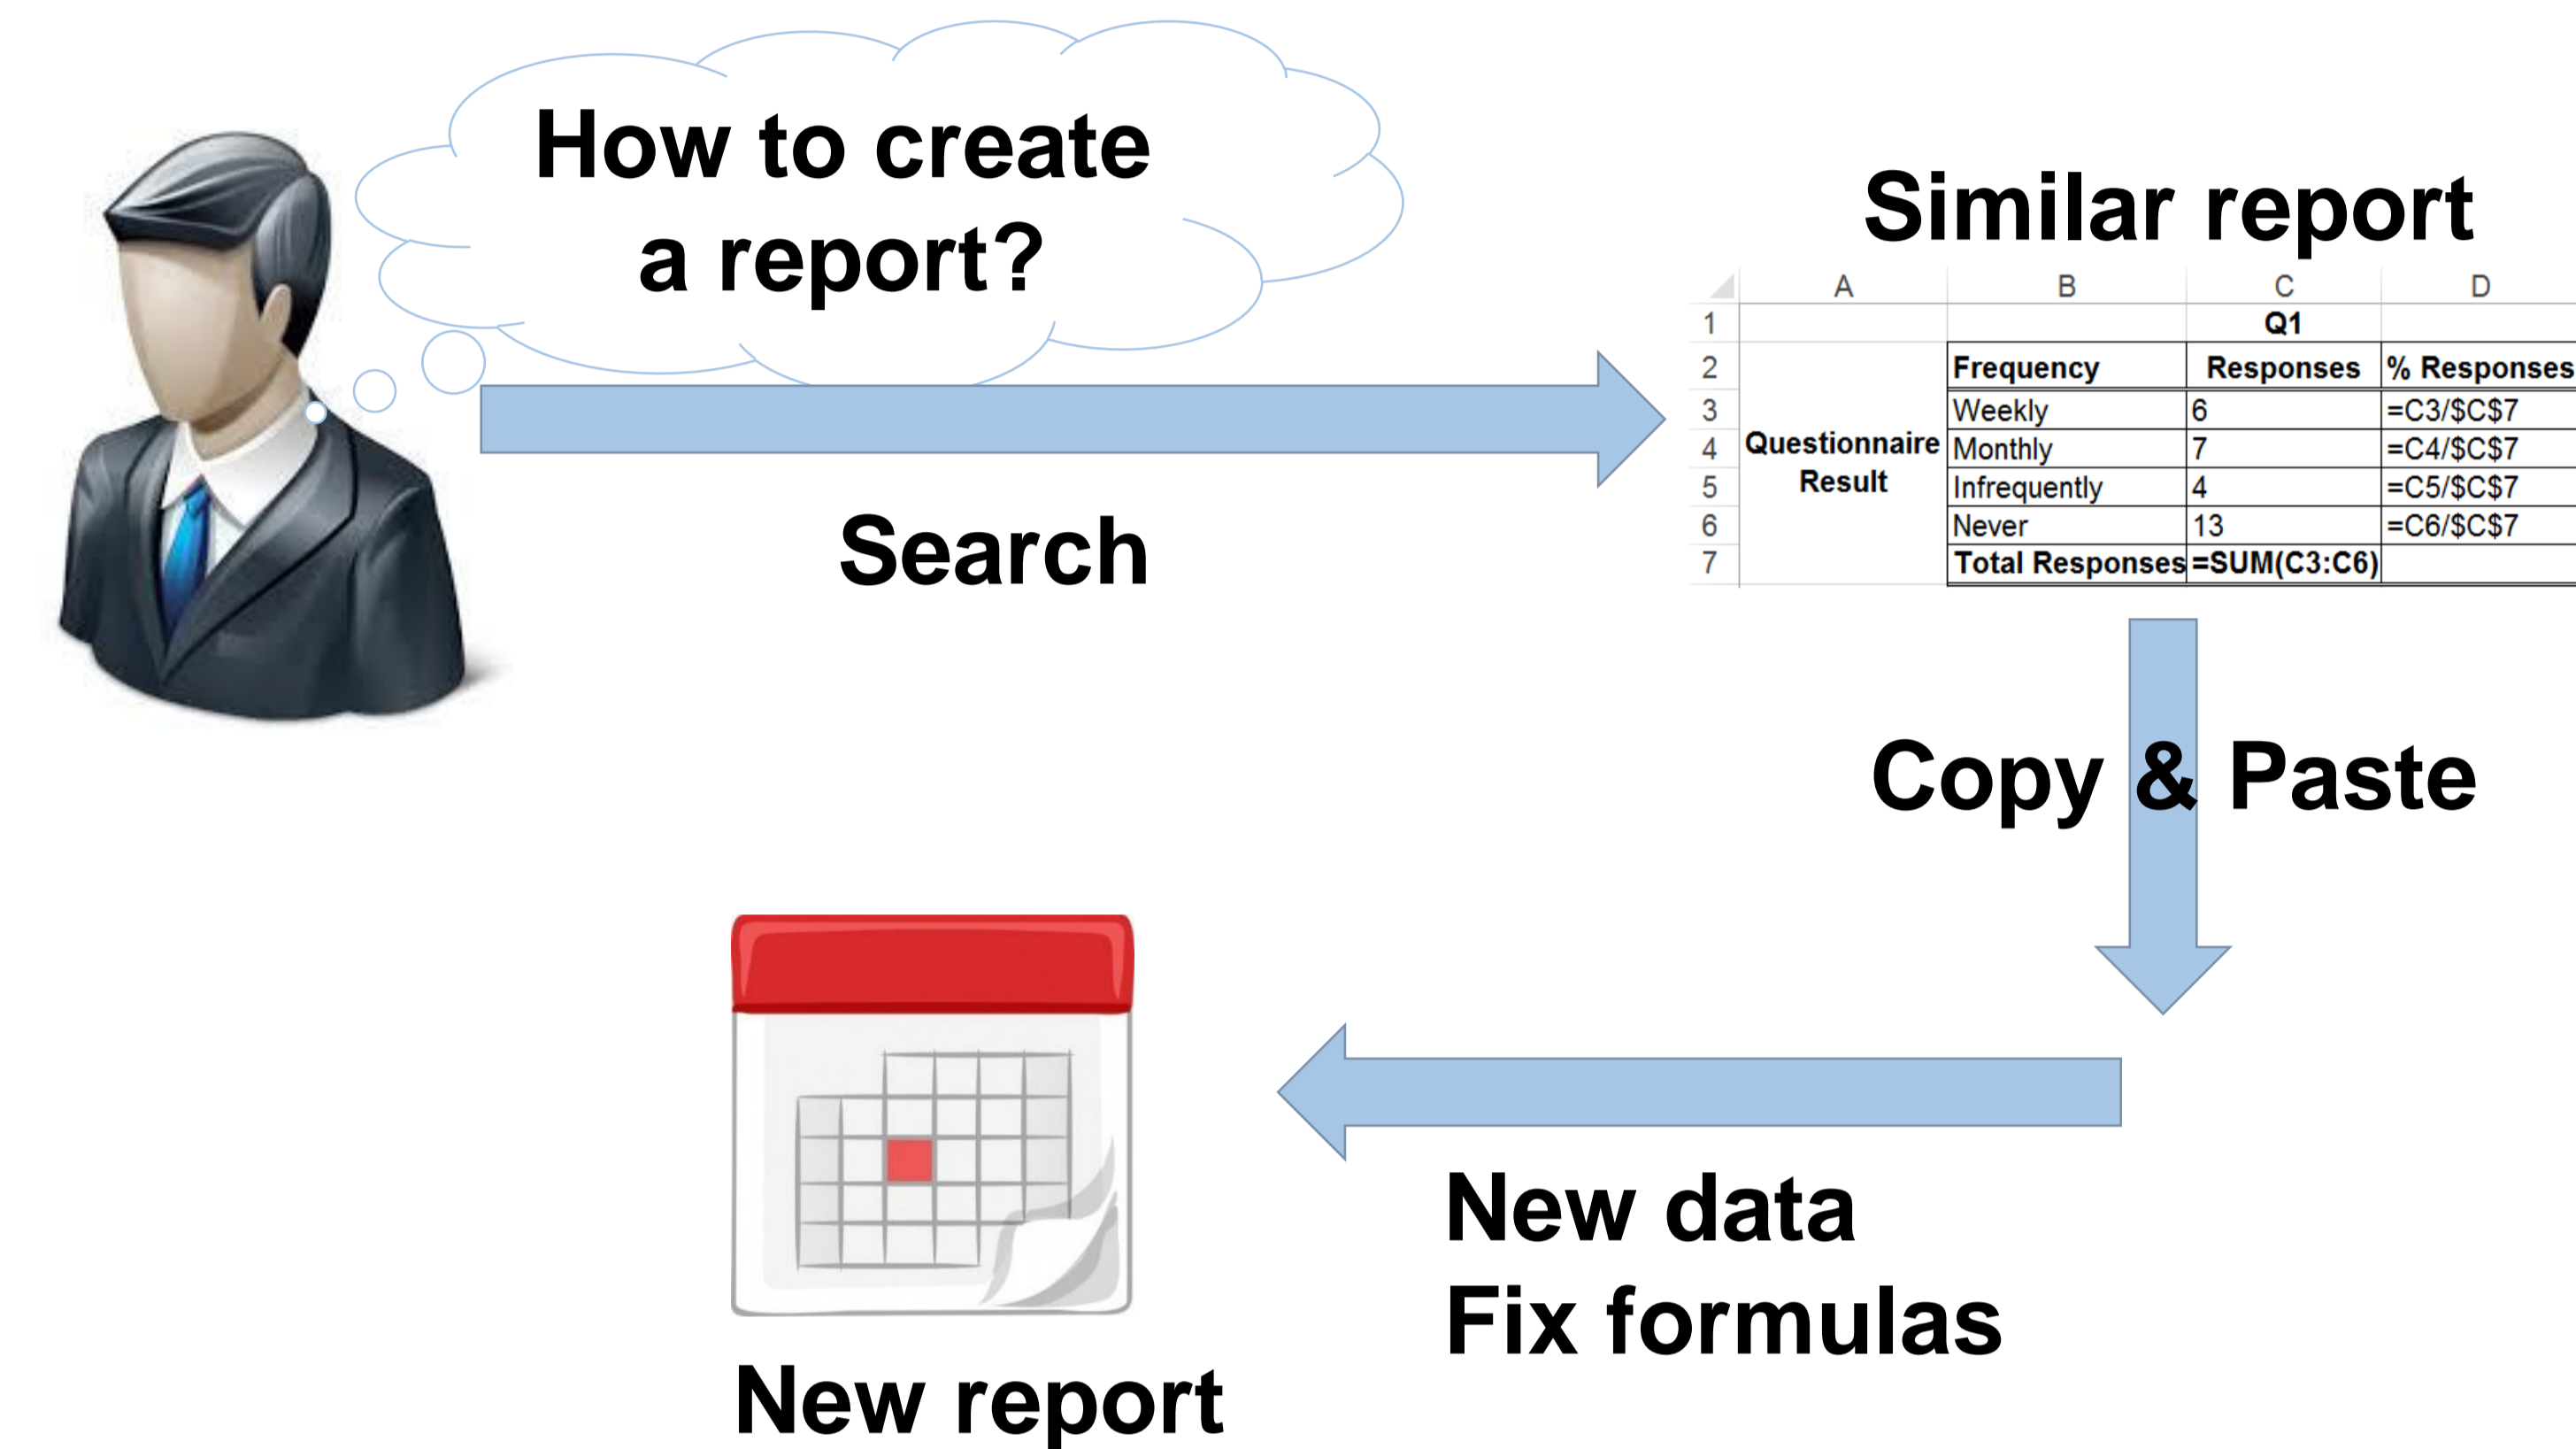 How to create
a report?
Similar report
A B C D
1 Q1
2 Frequency Responses % Responses
3 Weekly 6 =C3/$C$7
4 Questionnaire Monthly 7 =C4/$C$7
5 Result Infrequently 4 =C5/$C$7
6 Never 13 =C6/$C$7
7 Total Responses =SUM(C3:C6)
Search
Copy & Paste
New data
Fix formulas
New report